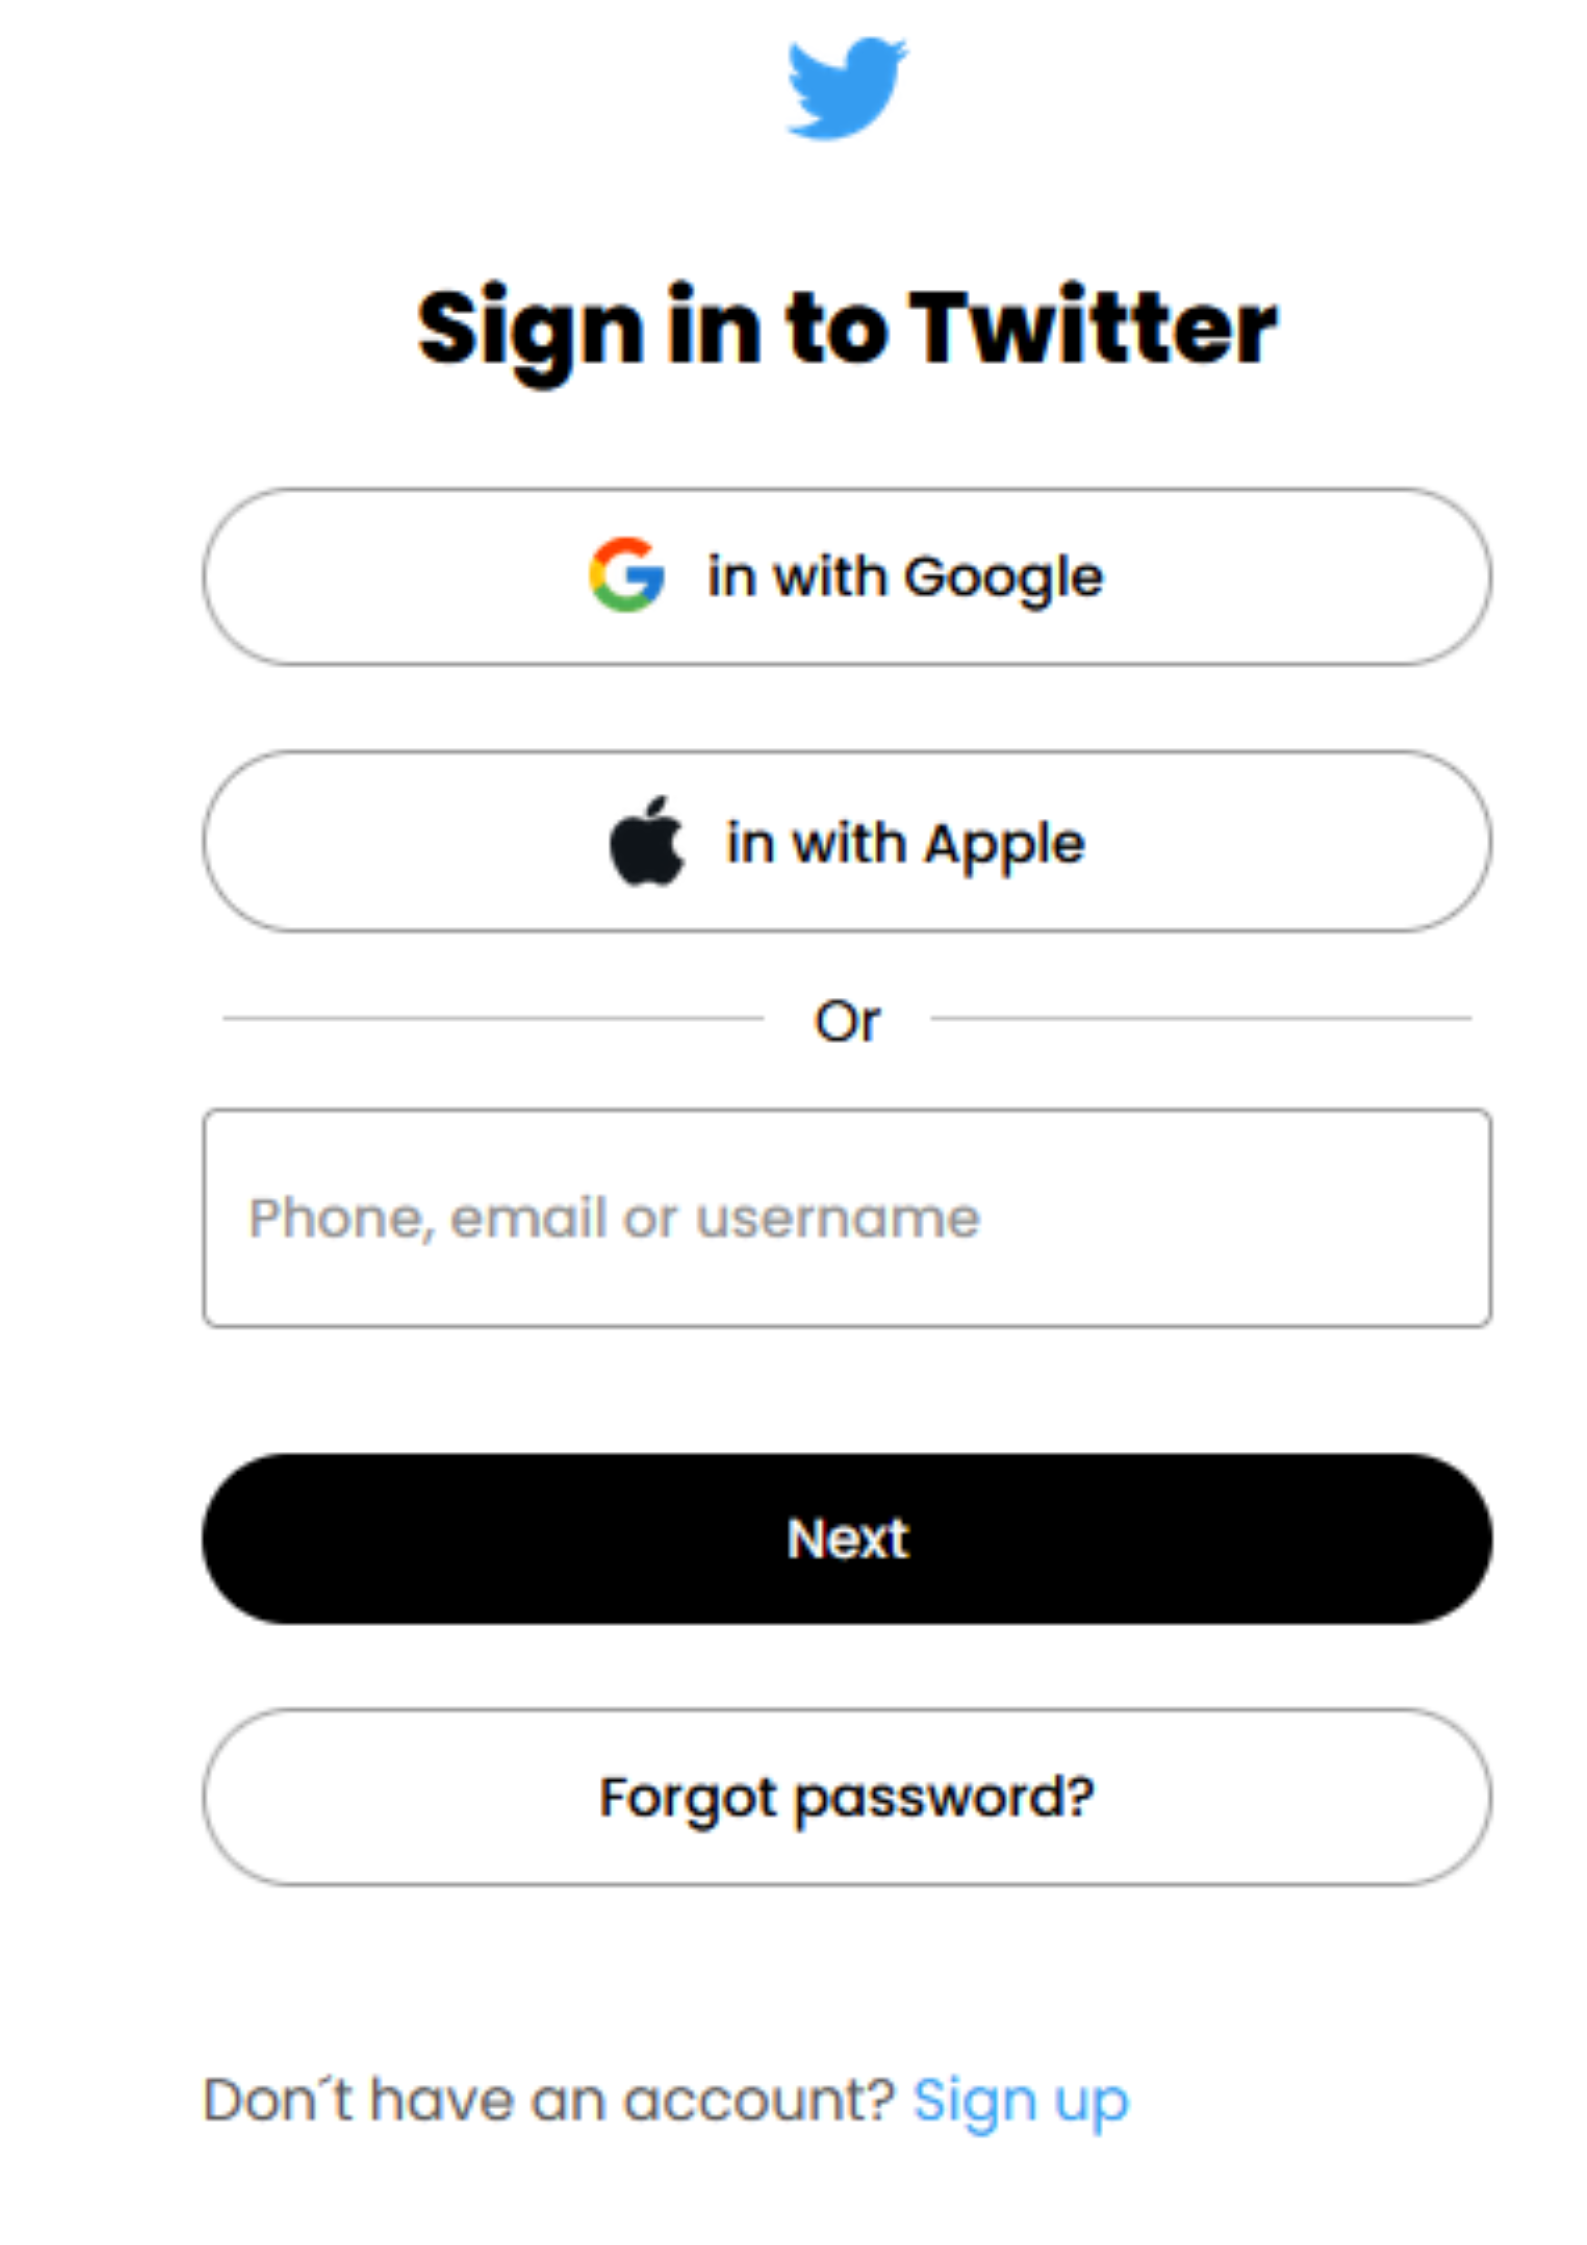 Sign in to Twitter
in with Google
in with Apple
Or
Phone, email or username
Next
Forgot password?
Don´t have an account? Sign up